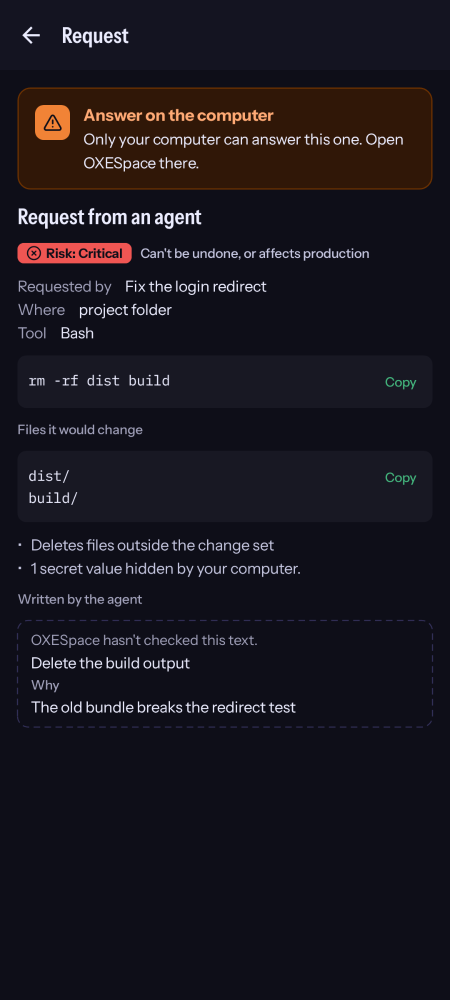 Request
Answer on the computer
Only your computer can answer this one. Open
OXESpace there.
Request from an agent
Risk: Critical Can't be undone, or affects production
Requested by Fix the login redirect
Where project folder
Tool Bash
rm -rf dist build Copy
Files it would change
dist/ Copy
build/
• Deletes files outside the change set
• 1 secret value hidden by your computer.
Written by the agent
OXESpace hasn't checked this text.
Delete the build output
Why
The old bundle breaks the redirect test